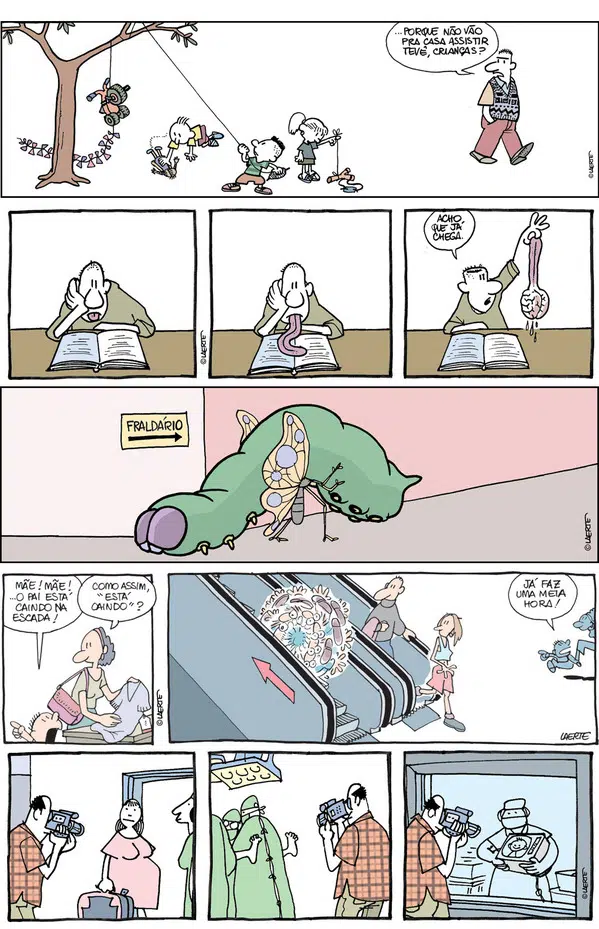 ...PORQUE NÃO VÃO
PRA CASA ASSISTIR
TEVÊ, CRIANÇAS?
©LAERTE
©LAERTE
ACHO
QUE JÁ
CHEGA.
FRALDÁRIO
©LAERTE
MÃE! MÃE!
...O PAI ESTÁ
CAINDO NA
ESCADA!
COMO ASSIM,
"ESTÁ
CAINDO"?
©LAERTE
JÁ FAZ
UMA MEIA
HORA!
LAERTE
©LAERTE